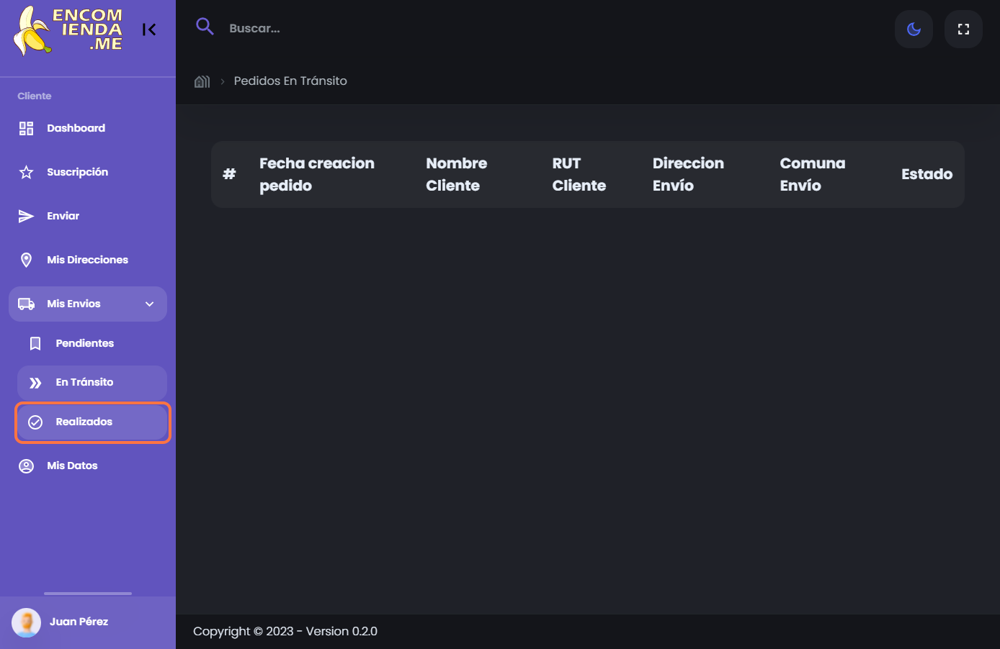 ENCOM
IENDA
.ME
Buscar...
Pedidos En Tránsito
Cliente
Dashboard
Suscripción
Enviar
Mis Direcciones
Mis Envios
Pendientes
En Tránsito
Realizados
Mis Datos
Juan Pérez
# Fecha creacion pedido Nombre Cliente RUT Cliente Direccion Envío Comuna Envío Estado
Copyright © 2023 - Version 0.2.0